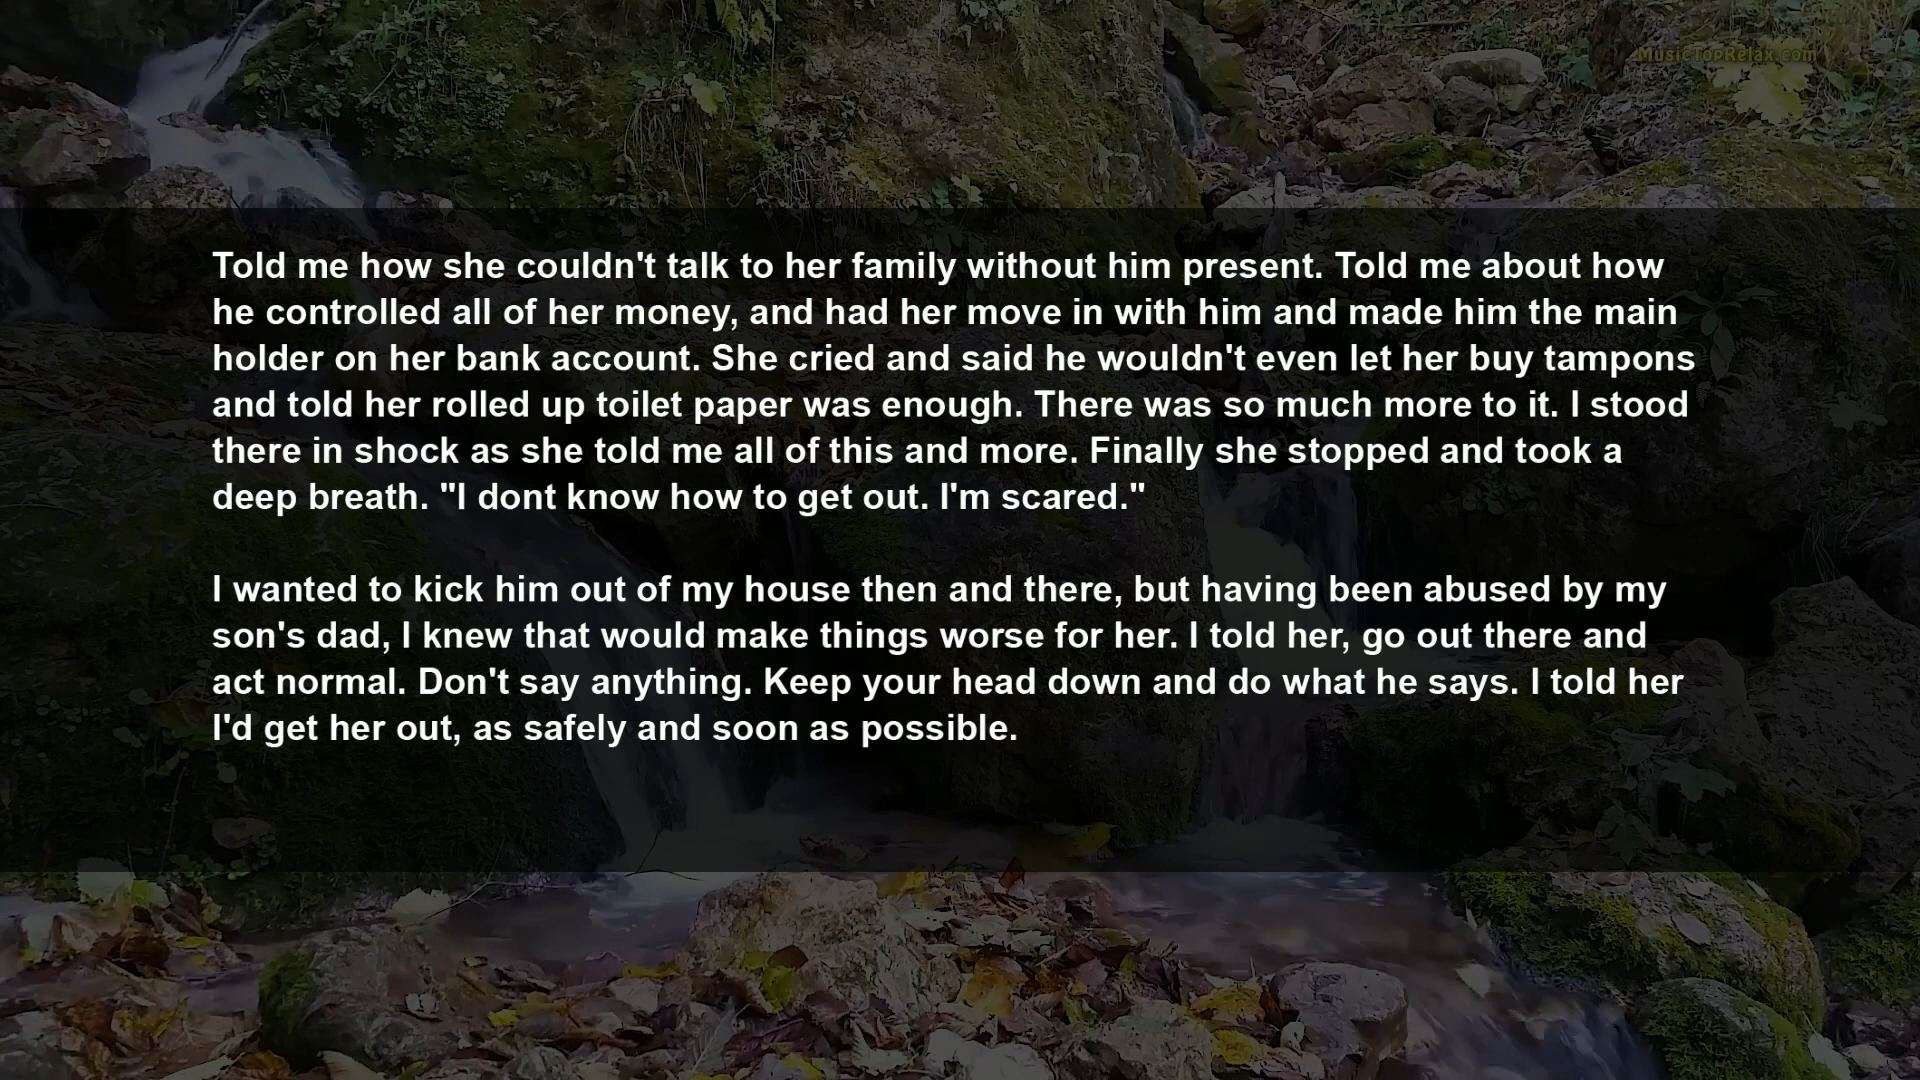 MusicTopRelax.com
Told me how she couldn't talk to her family without him present. Told me about how
he controlled all of her money, and had her move in with him and made him the main
holder on her bank account. She cried and said he wouldn't even let her buy tampons
and told her rolled up toilet paper was enough. There was so much more to it. I stood
there in shock as she told me all of this and more. Finally she stopped and took a
deep breath. "I dont know how to get out. I'm scared."
I wanted to kick him out of my house then and there, but having been abused by my
son's dad, I knew that would make things worse for her. I told her, go out there and
act normal. Don't say anything. Keep your head down and do what he says. I told her
I'd get her out, as safely and soon as possible.